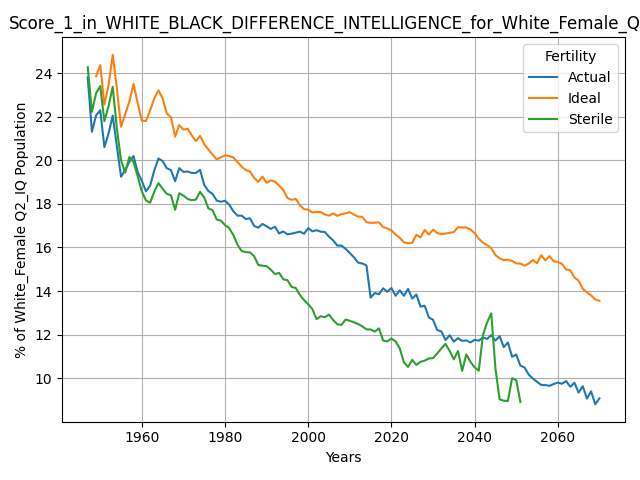 Score_1_in_WHITE_BLACK_DIFFERENCE_INTELLIGENCE_for_White_Female_Q
Fertility
Actual
Ideal
Sterile
% of White_Female Q2_IQ Population
24
22
20
18
16
14
12
10
1960 1980 2000 2020 2040 2060
Years